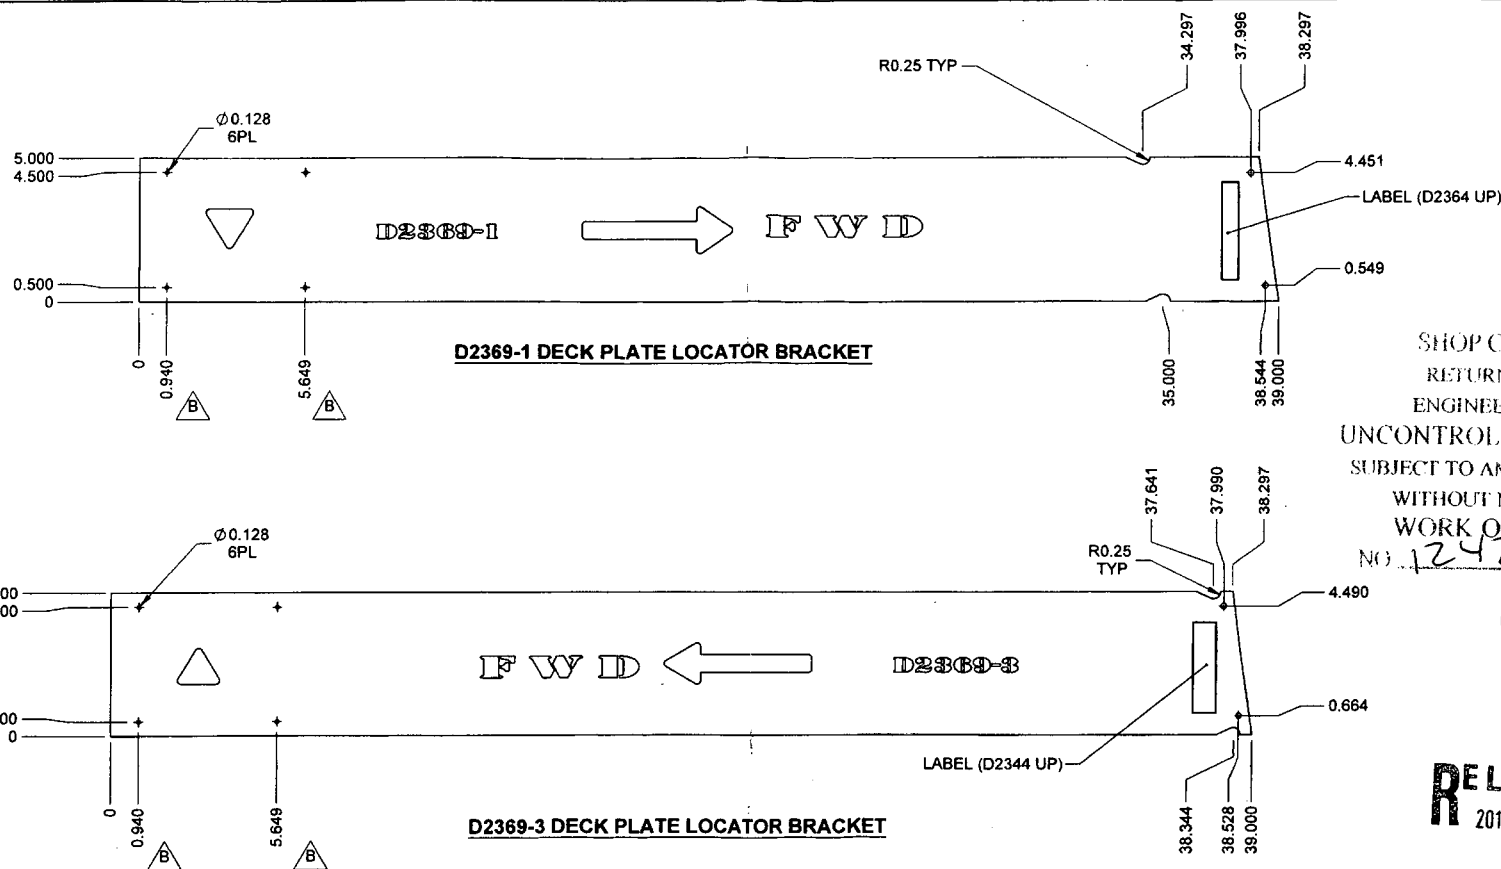 34.297
37.996
38.297
R0.25 TYP
Ø0.128
6PL
5.000
4.500
4.451
LABEL (D2364 UP)
D2369-1
F W D
0.500
0
0.549
0
0.940
5.649
35.000
38.544
39.000
B
B
D2369-1 DECK PLATE LOCATOR BRACKET
SHOP
RETURN
UNCONTROL
SUBJECT TO
WITHOUT
WORK
NO. 124
37.641
37.990
38.297
Ø0.128
6PL
R0.25
TYP
00
00
4.490
F W D
D2369-3
00
0
0.664
LABEL (D2344 UP)
0
0.940
5.649
38.344
38.528
39.000
B
B
D2369-3 DECK PLATE LOCATOR BRACKET
REL
201